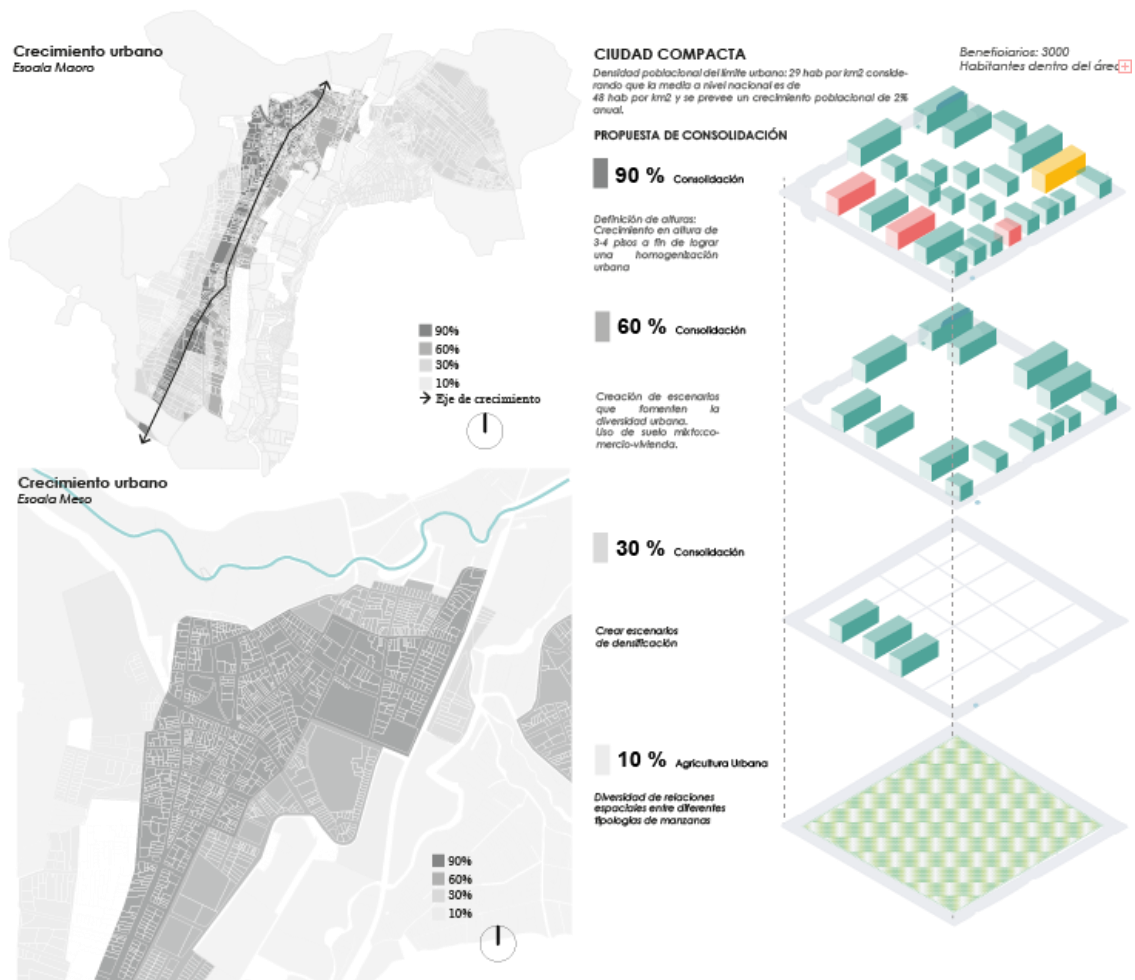 Crecimiento urbano
Esoala Maoro
90%
60%
30%
10%
Eje de crecimiento
Crecimiento urbano
Esoala Meso
90%
60%
30%
10%
CIUDAD COMPACTA
Densidad poblacional del límite urbano: 29 hab por km2 conside-
rando que la media a nivel nacional es de
48 hab por km2 y se prevee un crecimiento poblacional de 2%
anual.
Benefioiarios: 3000
Habitantes dentro del área
PROPUESTA DE CONSOLIDACIÓN
90 % Consolidación
Definición de alturas:
Crecimiento en altura de
3-4 pisos a fin de lograr
una homogenización
urbana
60 % Consolidación
Creación de escenarios
que fomenten la
diversidad urbana.
Uso de suelo mixto:co-
mercio-vivienda.
30 % Consolidación
Crear escenarios
de densificación
10 % Agricultura Urbana
Diversidad de relaciones
espaciales entre diferentes
tipologías de manzanas